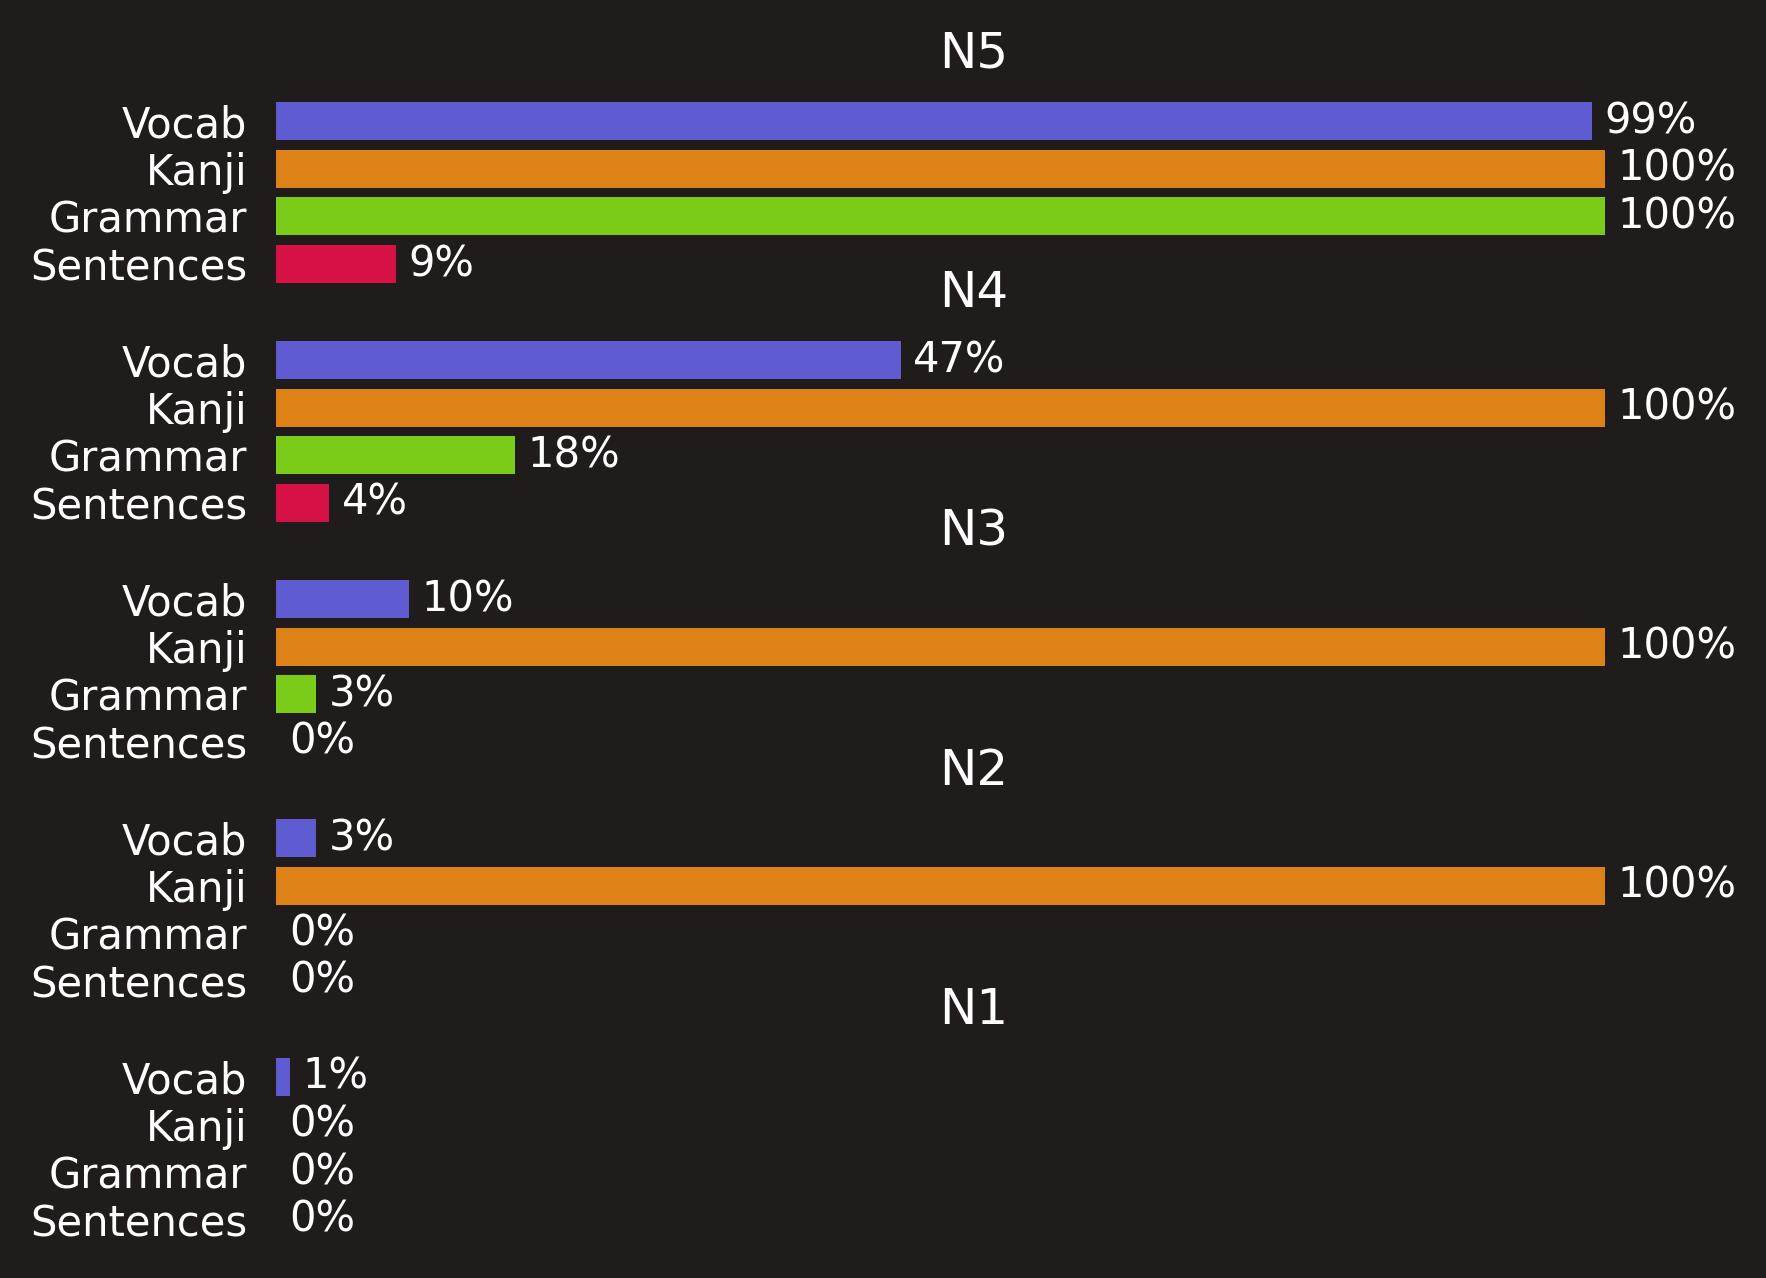 N5
Vocab 99%
Kanji 100%
Grammar 100%
Sentences 9%
N4
Vocab 47%
Kanji 100%
Grammar 18%
Sentences 4%
N3
Vocab 10%
Kanji 100%
Grammar 3%
Sentences 0%
N2
Vocab 3%
Kanji 100%
Grammar 0%
Sentences 0%
N1
Vocab 1%
Kanji 0%
Grammar 0%
Sentences 0%